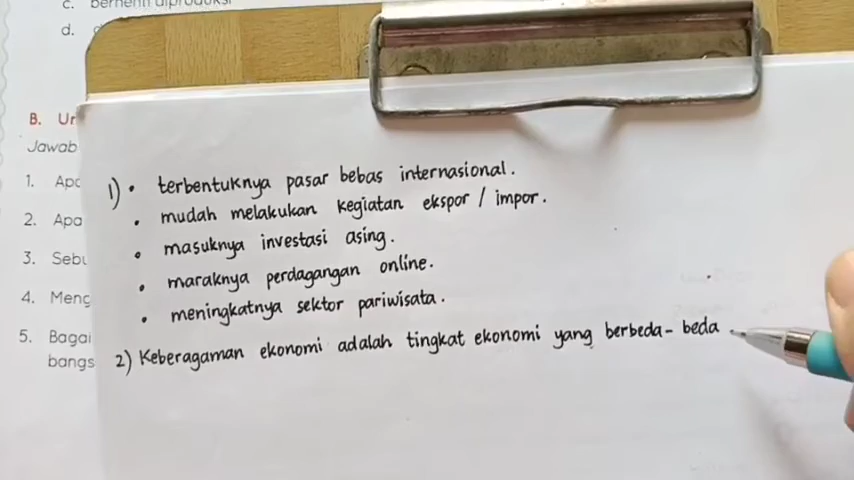 c. berhenti diproduksi
d.
B. Ur
Jawab
1. Apa
2. Apa
3. Sebu
4. Meng
5. Bagai
bangs
1) • terbentuknya pasar bebas internasional.
• mudah melakukan kegiatan ekspor / impor.
• masuknya investasi asing.
• maraknya perdagangan online.
• meningkatnya sektor pariwisata.
2) Keberagaman ekonomi adalah tingkat ekonomi yang berbeda-beda